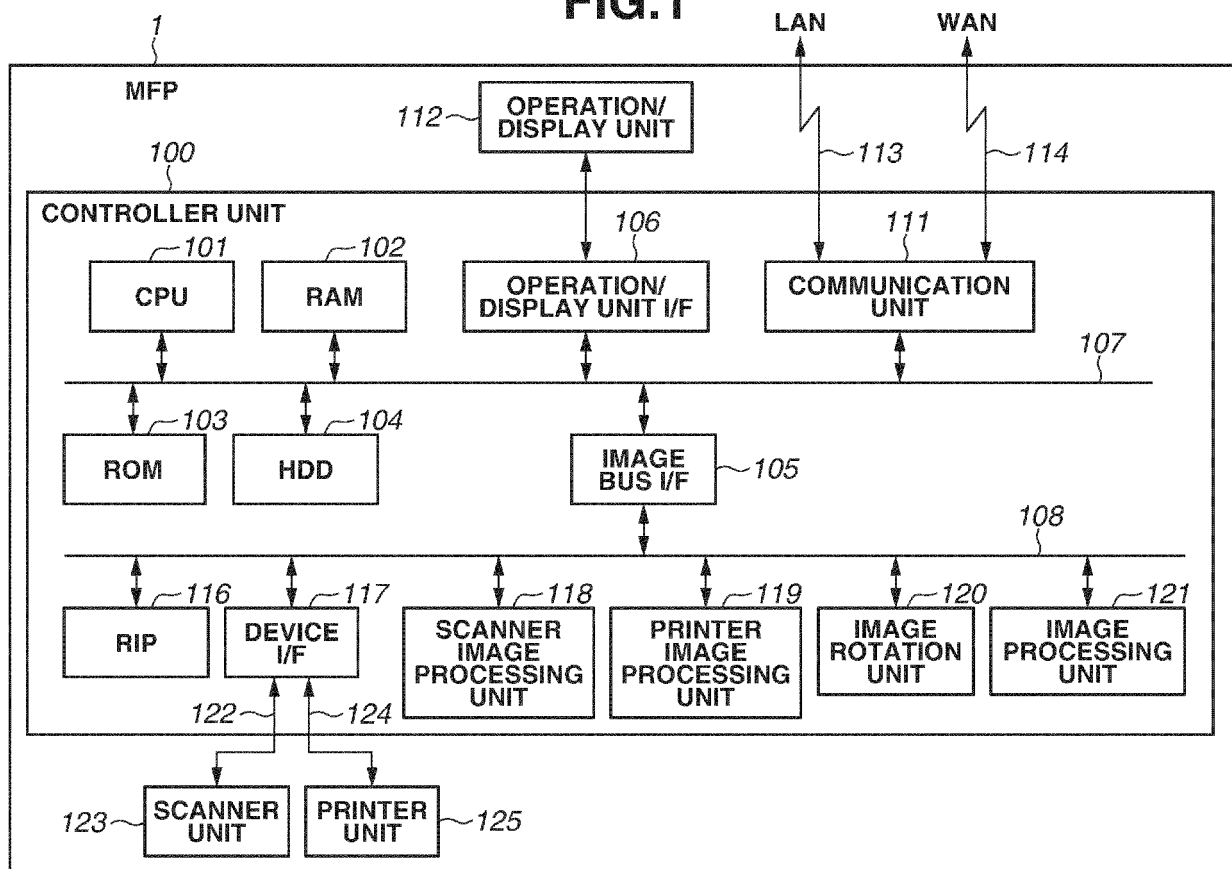 FIG.1
LAN
WAN
1
MFP
112
OPERATION/
DISPLAY UNIT
113
114
100
CONTROLLER UNIT
101
CPU
102
RAM
106
OPERATION/
DISPLAY UNIT I/F
111
COMMUNICATION
UNIT
107
103
ROM
104
HDD
IMAGE
BUS I/F
105
108
116
RIP
117
DEVICE
I/F
118
SCANNER
IMAGE
PROCESSING
UNIT
119
PRINTER
IMAGE
PROCESSING
UNIT
120
IMAGE
ROTATION
UNIT
121
IMAGE
PROCESSING
UNIT
122
124
123
SCANNER
UNIT
PRINTER
UNIT
125